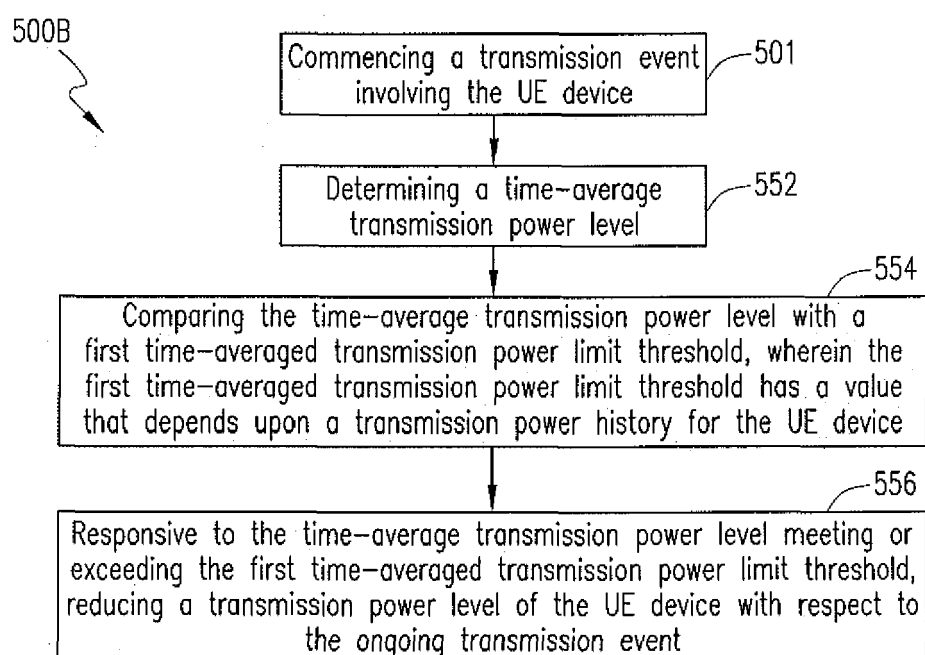 500B
Commencing a transmission event
involving the UE device
501
Determining a time-average
transmission power level
552
554
Comparing the time-average transmission power level with a
first time-averaged transmission power limit threshold, wherein the
first time-averaged transmission power limit threshold has a value
that depends upon a transmission power history for the UE device
556
Responsive to the time-average transmission power level meeting or
exceeding the first time-averaged transmission power limit threshold,
reducing a transmission power level of the UE device with respect to
the ongoing transmission event